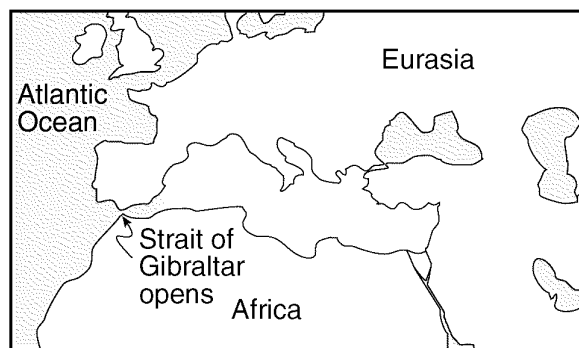 Eurasia
Atlantic
Ocean
Strait of
Gibraltar
opens
Africa